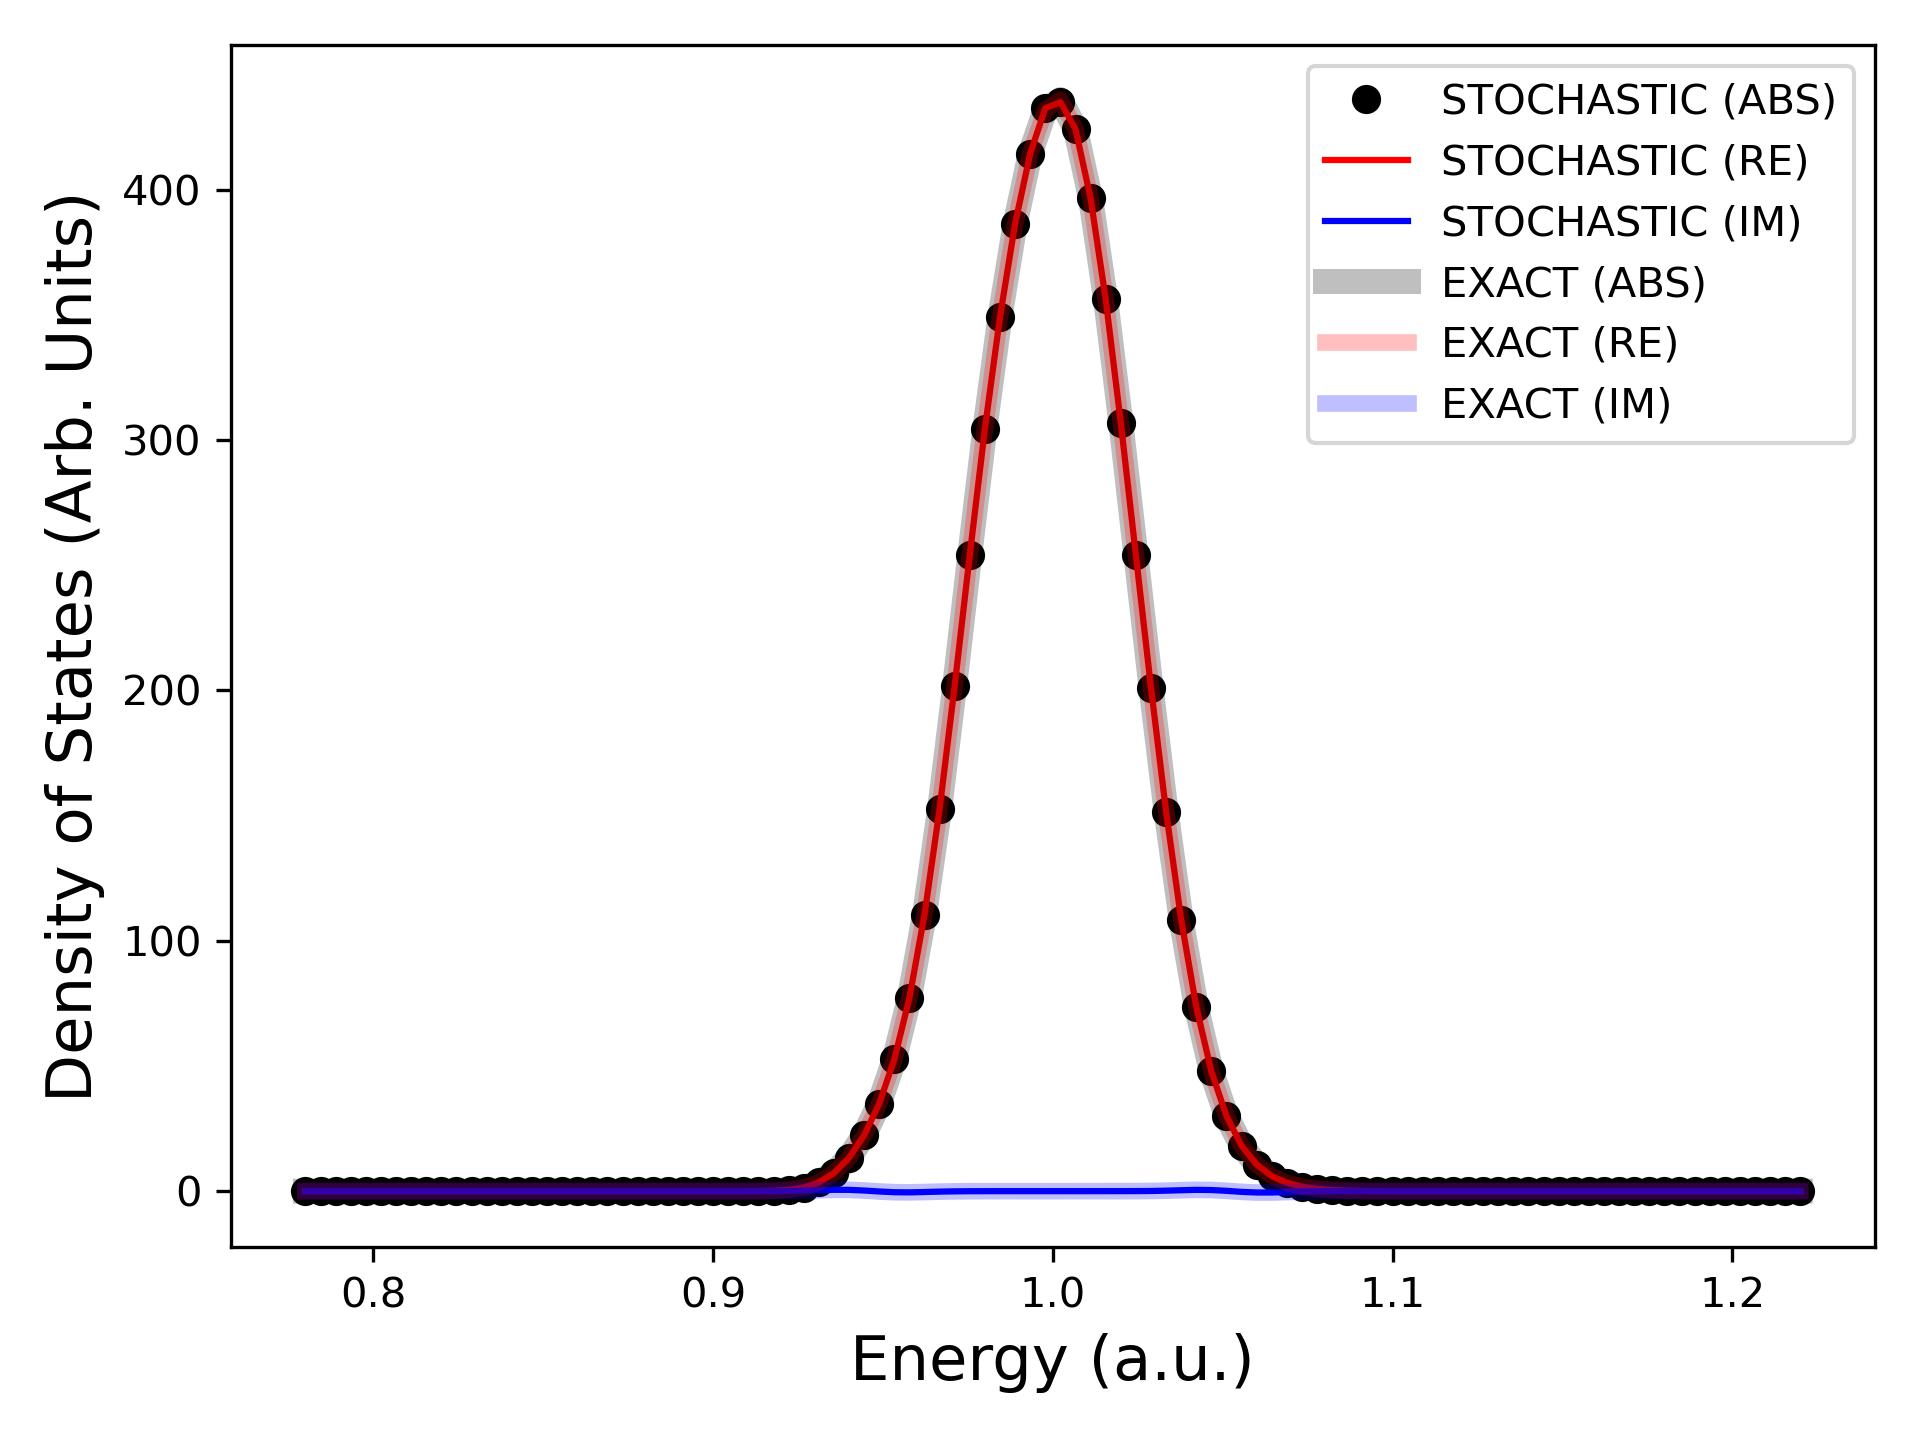 STOCHASTIC (ABS)
STOCHASTIC (RE)
STOCHASTIC (IM)
EXACT (ABS)
EXACT (RE)
EXACT (IM)
Density of States (Arb. Units)
400
300
200
100
0
0.8 0.9 1.0 1.1 1.2
Energy (a.u.)